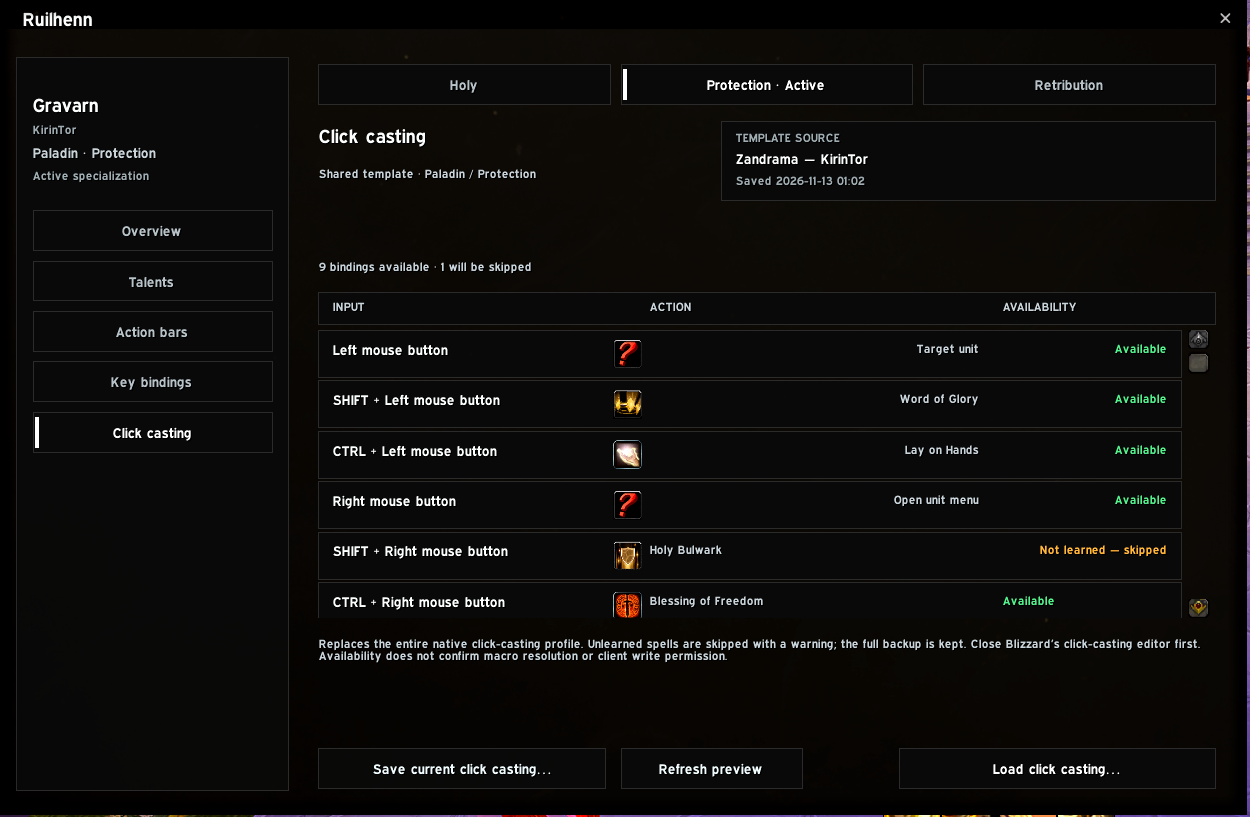 Ruilhenn
Gravarn
KirinTor
Paladin · Protection
Active specialization
Overview
Talents
Action bars
Key bindings
Click casting
Holy
Protection · Active
Retribution
Click casting
Shared template · Paladin / Protection
TEMPLATE SOURCE
Zandrama — KirinTor
Saved 2026-11-13 01:02
9 bindings available · 1 will be skipped
INPUT ACTION AVAILABILITY
Left mouse button Target unit Available
SHIFT + Left mouse button Word of Glory Available
CTRL + Left mouse button Lay on Hands Available
Right mouse button Open unit menu Available
SHIFT + Right mouse button Holy Bulwark Not learned — skipped
CTRL + Right mouse button Blessing of Freedom Available
Replaces the entire native click-casting profile. Unlearned spells are skipped with a warning; the full backup is kept. Close Blizzard's click-casting editor first.
Availability does not confirm macro resolution or client write permission.
Save current click casting...
Refresh preview
Load click casting...